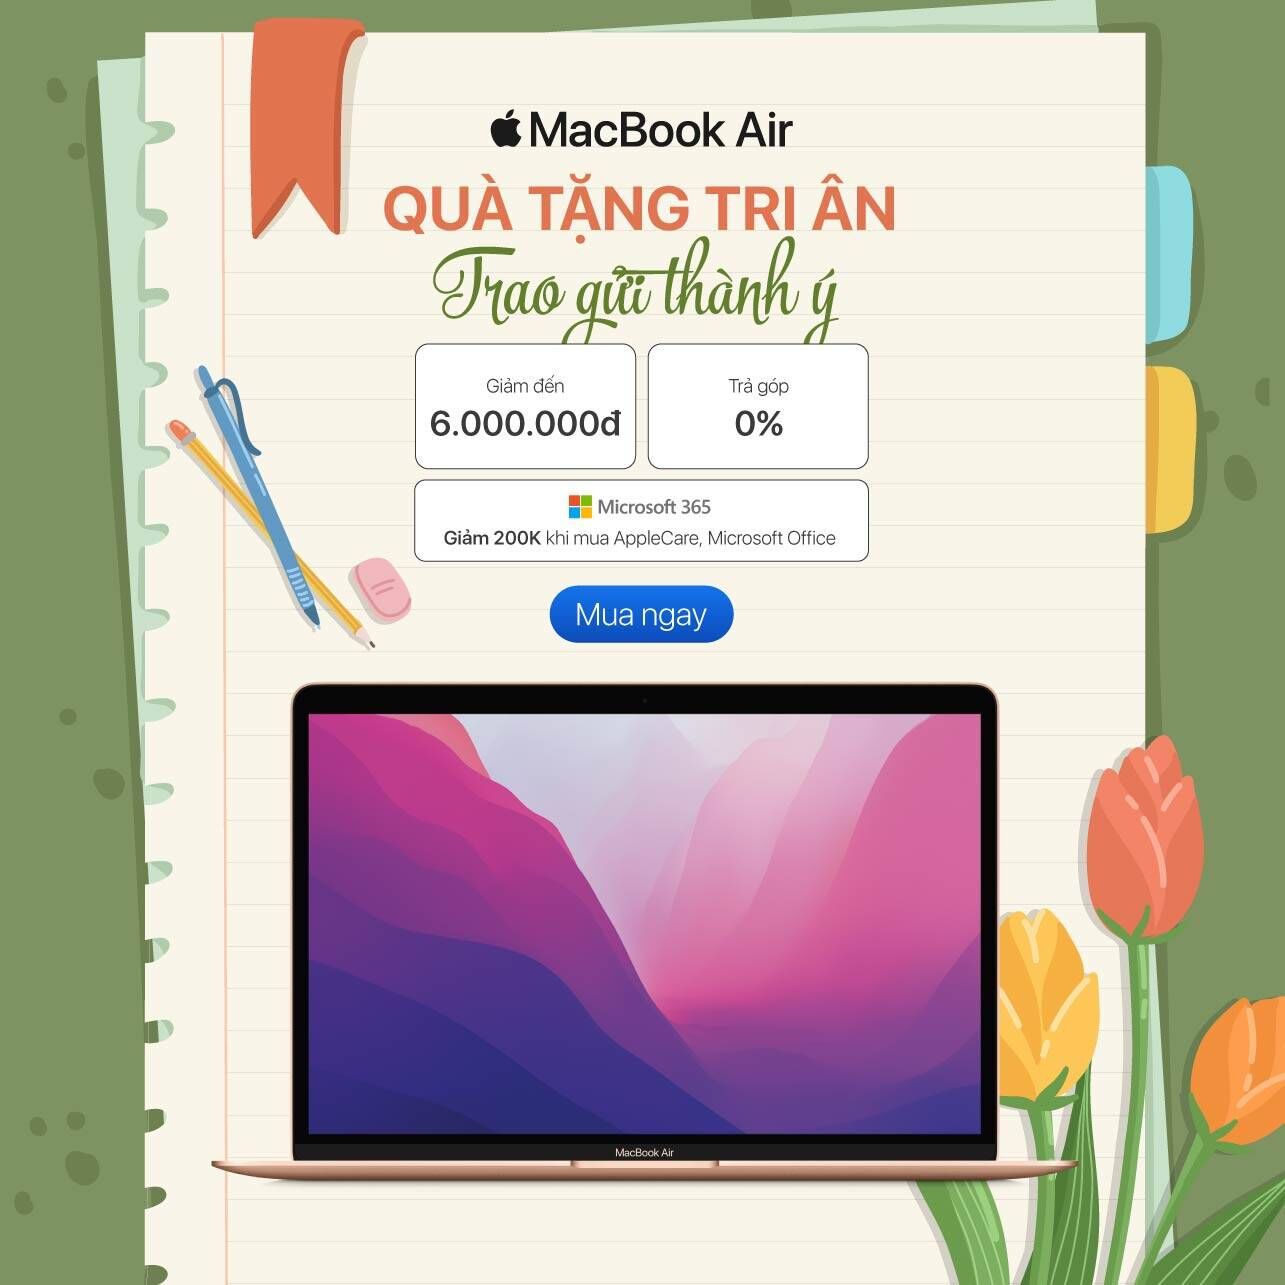 MacBook Air
QUÀ TẶNG TRI ÂN
Trao gửi thành ý
Giảm đến
6.000.000đ
Trả góp
0%
Microsoft 365
Giảm 200K khi mua AppleCare, Microsoft Office
Mua ngay
MacBook Air